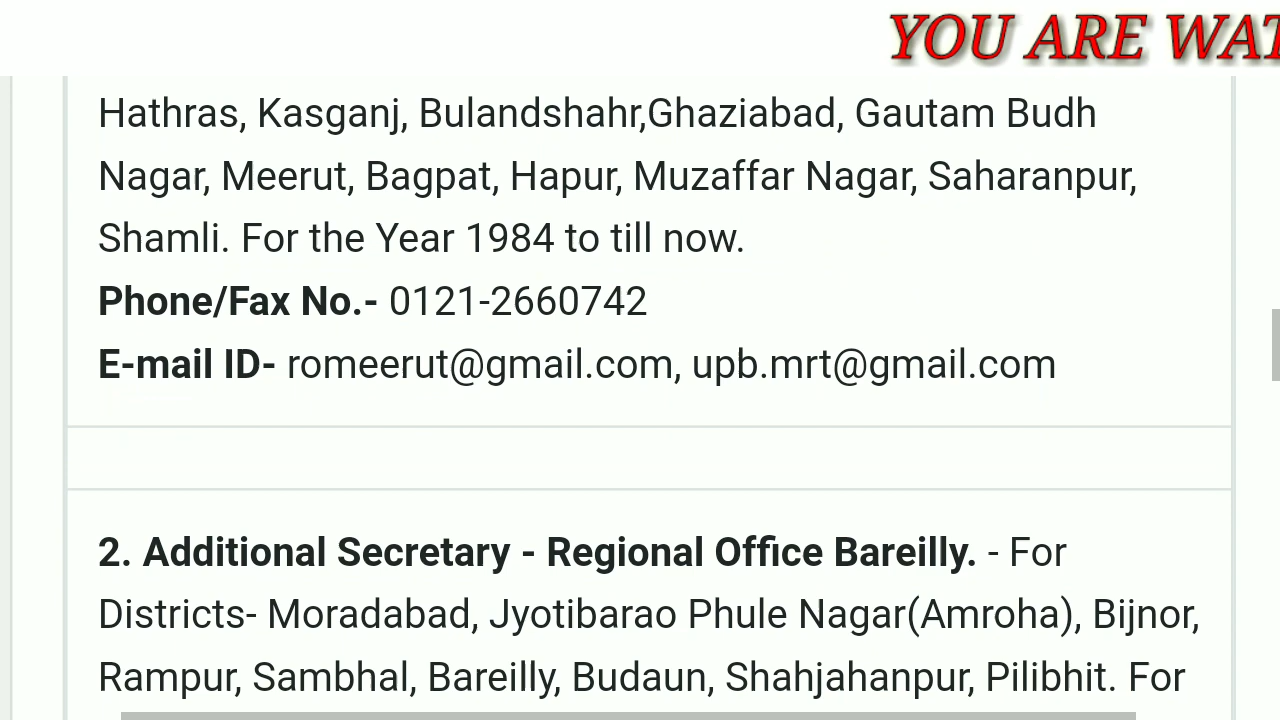 YOU ARE WAT
Hathras, Kasganj, Bulandshahr,Ghaziabad, Gautam Budh
Nagar, Meerut, Bagpat, Hapur, Muzaffar Nagar, Saharanpur,
Shamli. For the Year 1984 to till now.
Phone/Fax No.- 0121-2660742
E-mail ID- romeerut@gmail.com, upb.mrt@gmail.com
2. Additional Secretary - Regional Office Bareilly. - For
Districts- Moradabad, Jyotibarao Phule Nagar(Amroha), Bijnor,
Rampur, Sambhal, Bareilly, Budaun, Shahjahanpur, Pilibhit. For